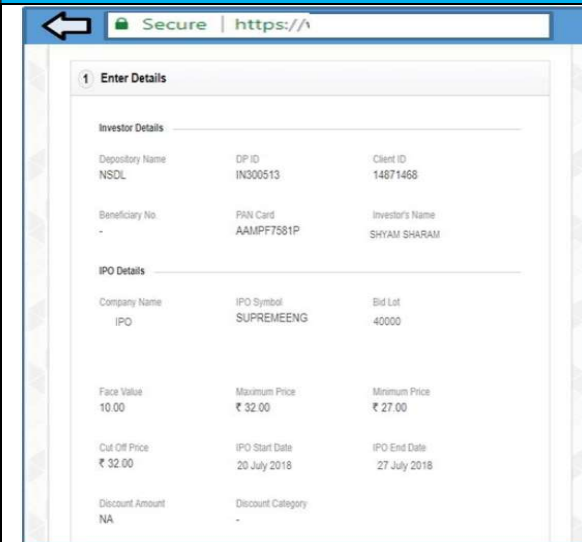 Secure | https://
1 Enter Details
Investor Details
Depository Name DP ID Client ID
NSDL IN300513 14871468
Beneficiary No. PAN Card Investor's Name
- AAMPF7581P SHYAM SHARAM
IPO Details
Company Name IPO Symbol Bid Lot
IPO SUPREMEENG 40000
Face Value Maximum Price Minimum Price
10.00 ₹ 32.00 ₹ 27.00
Cut Off Price IPO Start Date IPO End Date
₹ 32.00 20 July 2018 27 July 2018
Discount Amount Discount Category
NA -